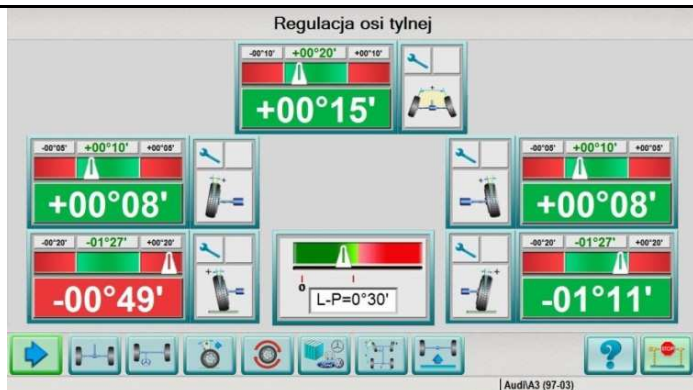 Regulacja osi tylnej
-00°10' +00°20' +00°10'
+00°15'
-00°05' +00°10' +00°05'
+00°08'
-00°05' +00°10' +00°05'
+00°08'
-00°20' -01°27' +00°20'
-00°49'
0
L-P=0°30'
-00°20' -01°27' +00°20'
-01°11'
?
STOP
Audi\A3 (97-03)